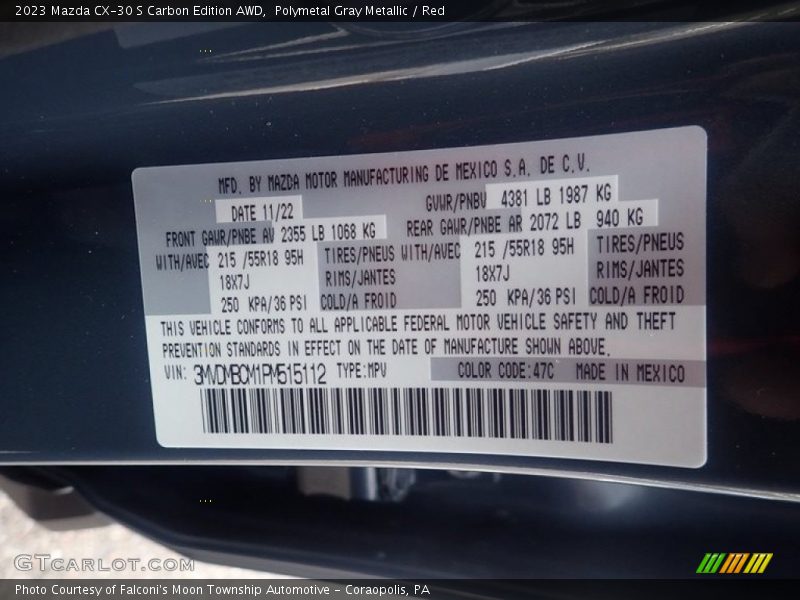 2023 Mazda CX-30 S Carbon Edition AWD,  Polymetal Gray Metallic / Red
MFD. BY MAZDA MOTOR MANUFACTURING DE MEXICO S.A. DE C.V.
DATE 11/22 GVWR/PNBV 4381 LB 1987 KG
FRONT GAWR/PNBE AV 2355 LB 1068 KG REAR GAWR/PNBE AR 2072 LB 940 KG
WITH/AVEC 215 /55R18 95H TIRES/PNEUS WITH/AVEC 215 /55R18 95H TIRES/PNEUS
18X7J RIMS/JANTES 18X7J RIMS/JANTES
250 KPA/36 PSI COLD/A FROID 250 KPA/36 PSI COLD/A FROID
THIS VEHICLE CONFORMS TO ALL APPLICABLE FEDERAL MOTOR VEHICLE SAFETY AND THEFT
PREVENTION STANDARDS IN EFFECT ON THE DATE OF MANUFACTURE SHOWN ABOVE.
VIN: 3MVDMBCM1PM515112 TYPE:MPV COLOR CODE:47C MADE IN MEXICO
GTCARLOT.COM
Photo Courtesy of Falconi's Moon Township Automotive - Coraopolis, PA